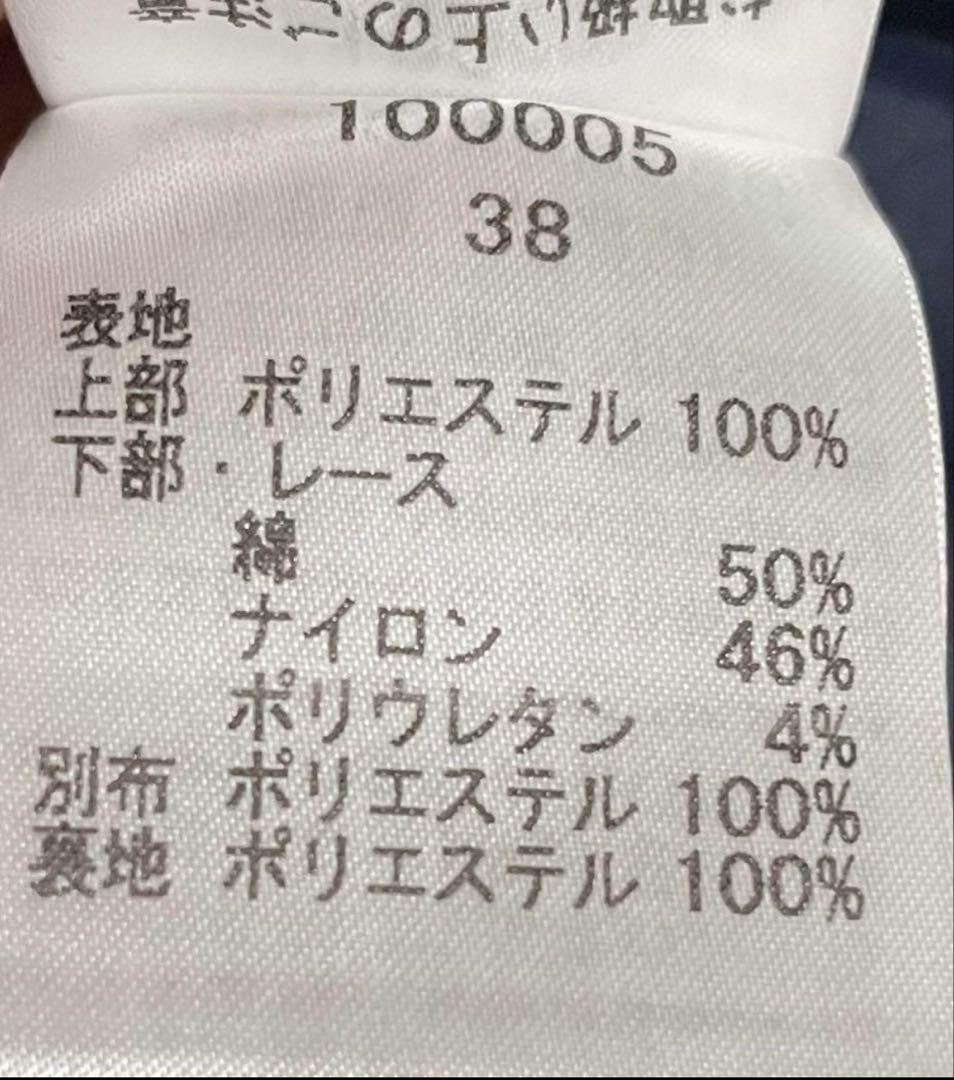 100005
38
表地
上部 ポリエステル 100%
下部・レース
綿 50%
ナイロン 46%
ポリウレタン 4%
別布 ポリエステル 100%
裏地 ポリエステル 100%